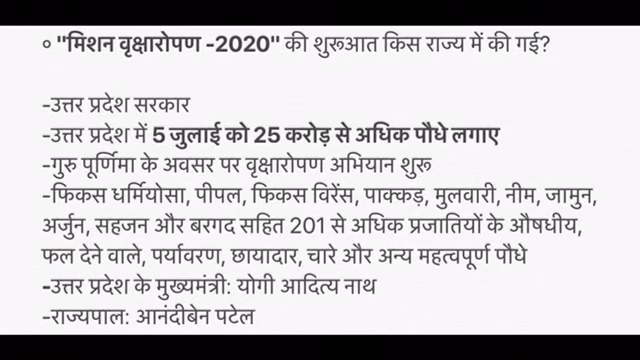 ० "मिशन वृक्षारोपण -2020" की शुरूआत किस राज्य में की गई?
-उत्तर प्रदेश सरकार
-उत्तर प्रदेश में 5 जुलाई को 25 करोड़ से अधिक पौधे लगाए
-गुरु पूर्णिमा के अवसर पर वृक्षारोपण अभियान शुरू
-फिकस धर्मियोसा, पीपल, फिकस विरेंस, पाक्कड़, मुलवारी, नीम, जामुन,
अर्जुन, सहजन और बरगद सहित 201 से अधिक प्रजातियों के औषधीय,
फल देने वाले, पर्यावरण, छायादार, चारे और अन्य महत्वपूर्ण पौधे
-उत्तर प्रदेश के मुख्यमंत्री: योगी आदित्य नाथ
-राज्यपाल: आनंदीबेन पटेल